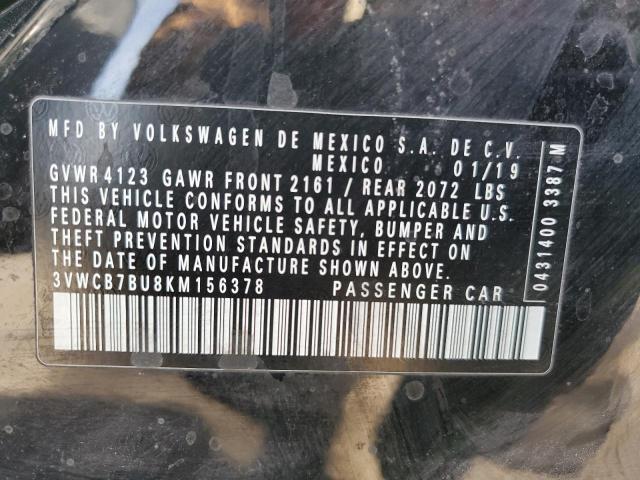 MFD BY VOLKSWAGEN DE MEXICO S.A. DE C.V.
MEXICO 01/19
GVWR 4123 GAWR FRONT 2161 / REAR 2072 LBS
THIS VEHICLE CONFORMS TO ALL APPLICABLE U.S.
FEDERAL MOTOR VEHICLE SAFETY, BUMPER AND
THEFT PREVENTION STANDARDS IN EFFECT ON
THE DATE OF MANUFACTURE SHOWN ABOVE.
3VWCB7BU8KM156378 PASSENGER CAR
0431400 3387 M